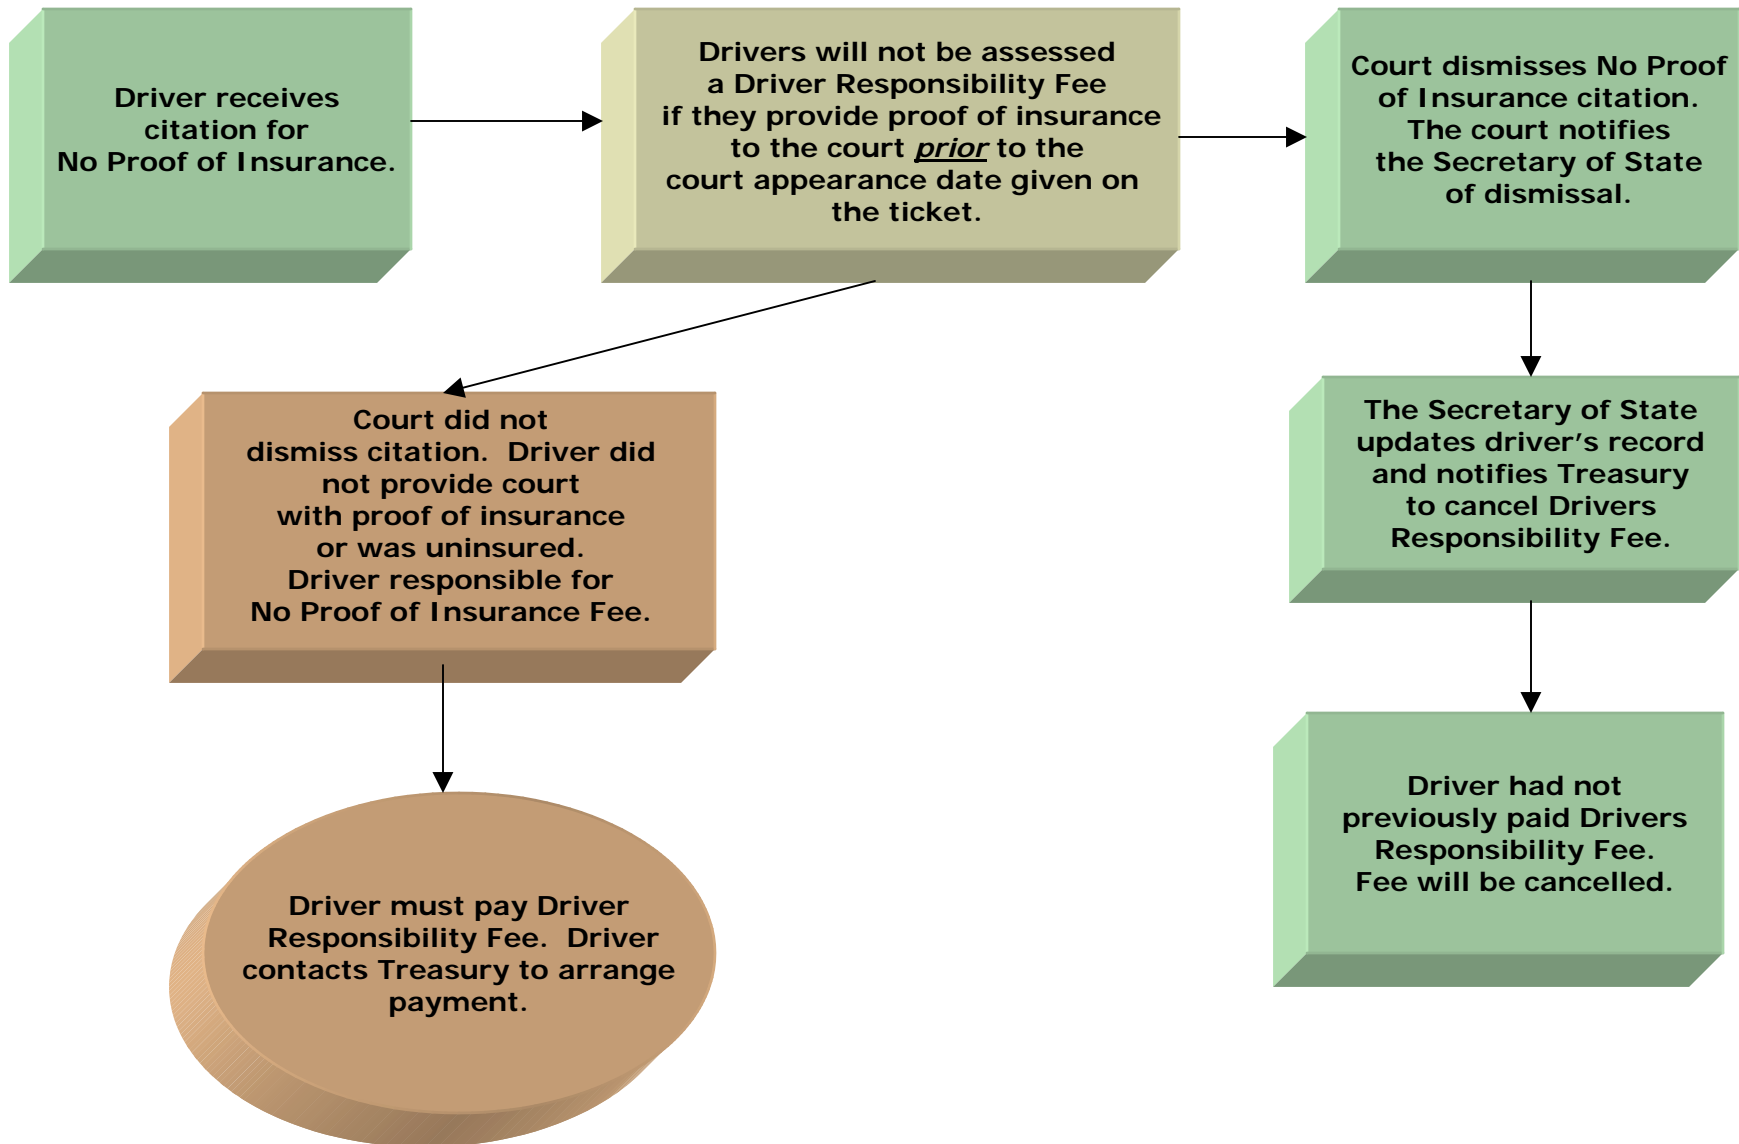 Driver receives
citation for
No Proof of Insurance.
Drivers will not be assessed
a Driver Responsibility Fee
if they provide proof of insurance
to the court prior to the
court appearance date given on
the ticket.
Court dismisses No Proof
of Insurance citation.
The court notifies
the Secretary of State
of dismissal.
Court did not
dismiss citation.  Driver did
not provide court
with proof of insurance
or was uninsured.
Driver responsible for
No Proof of Insurance Fee.
The Secretary of State
updates driver’s record
and notifies Treasury
to cancel Drivers
Responsibility Fee.
Driver must pay Driver
Responsibility Fee.  Driver
contacts Treasury to arrange
payment.
Driver had not
previously paid Drivers
Responsibility Fee.
Fee will be cancelled.